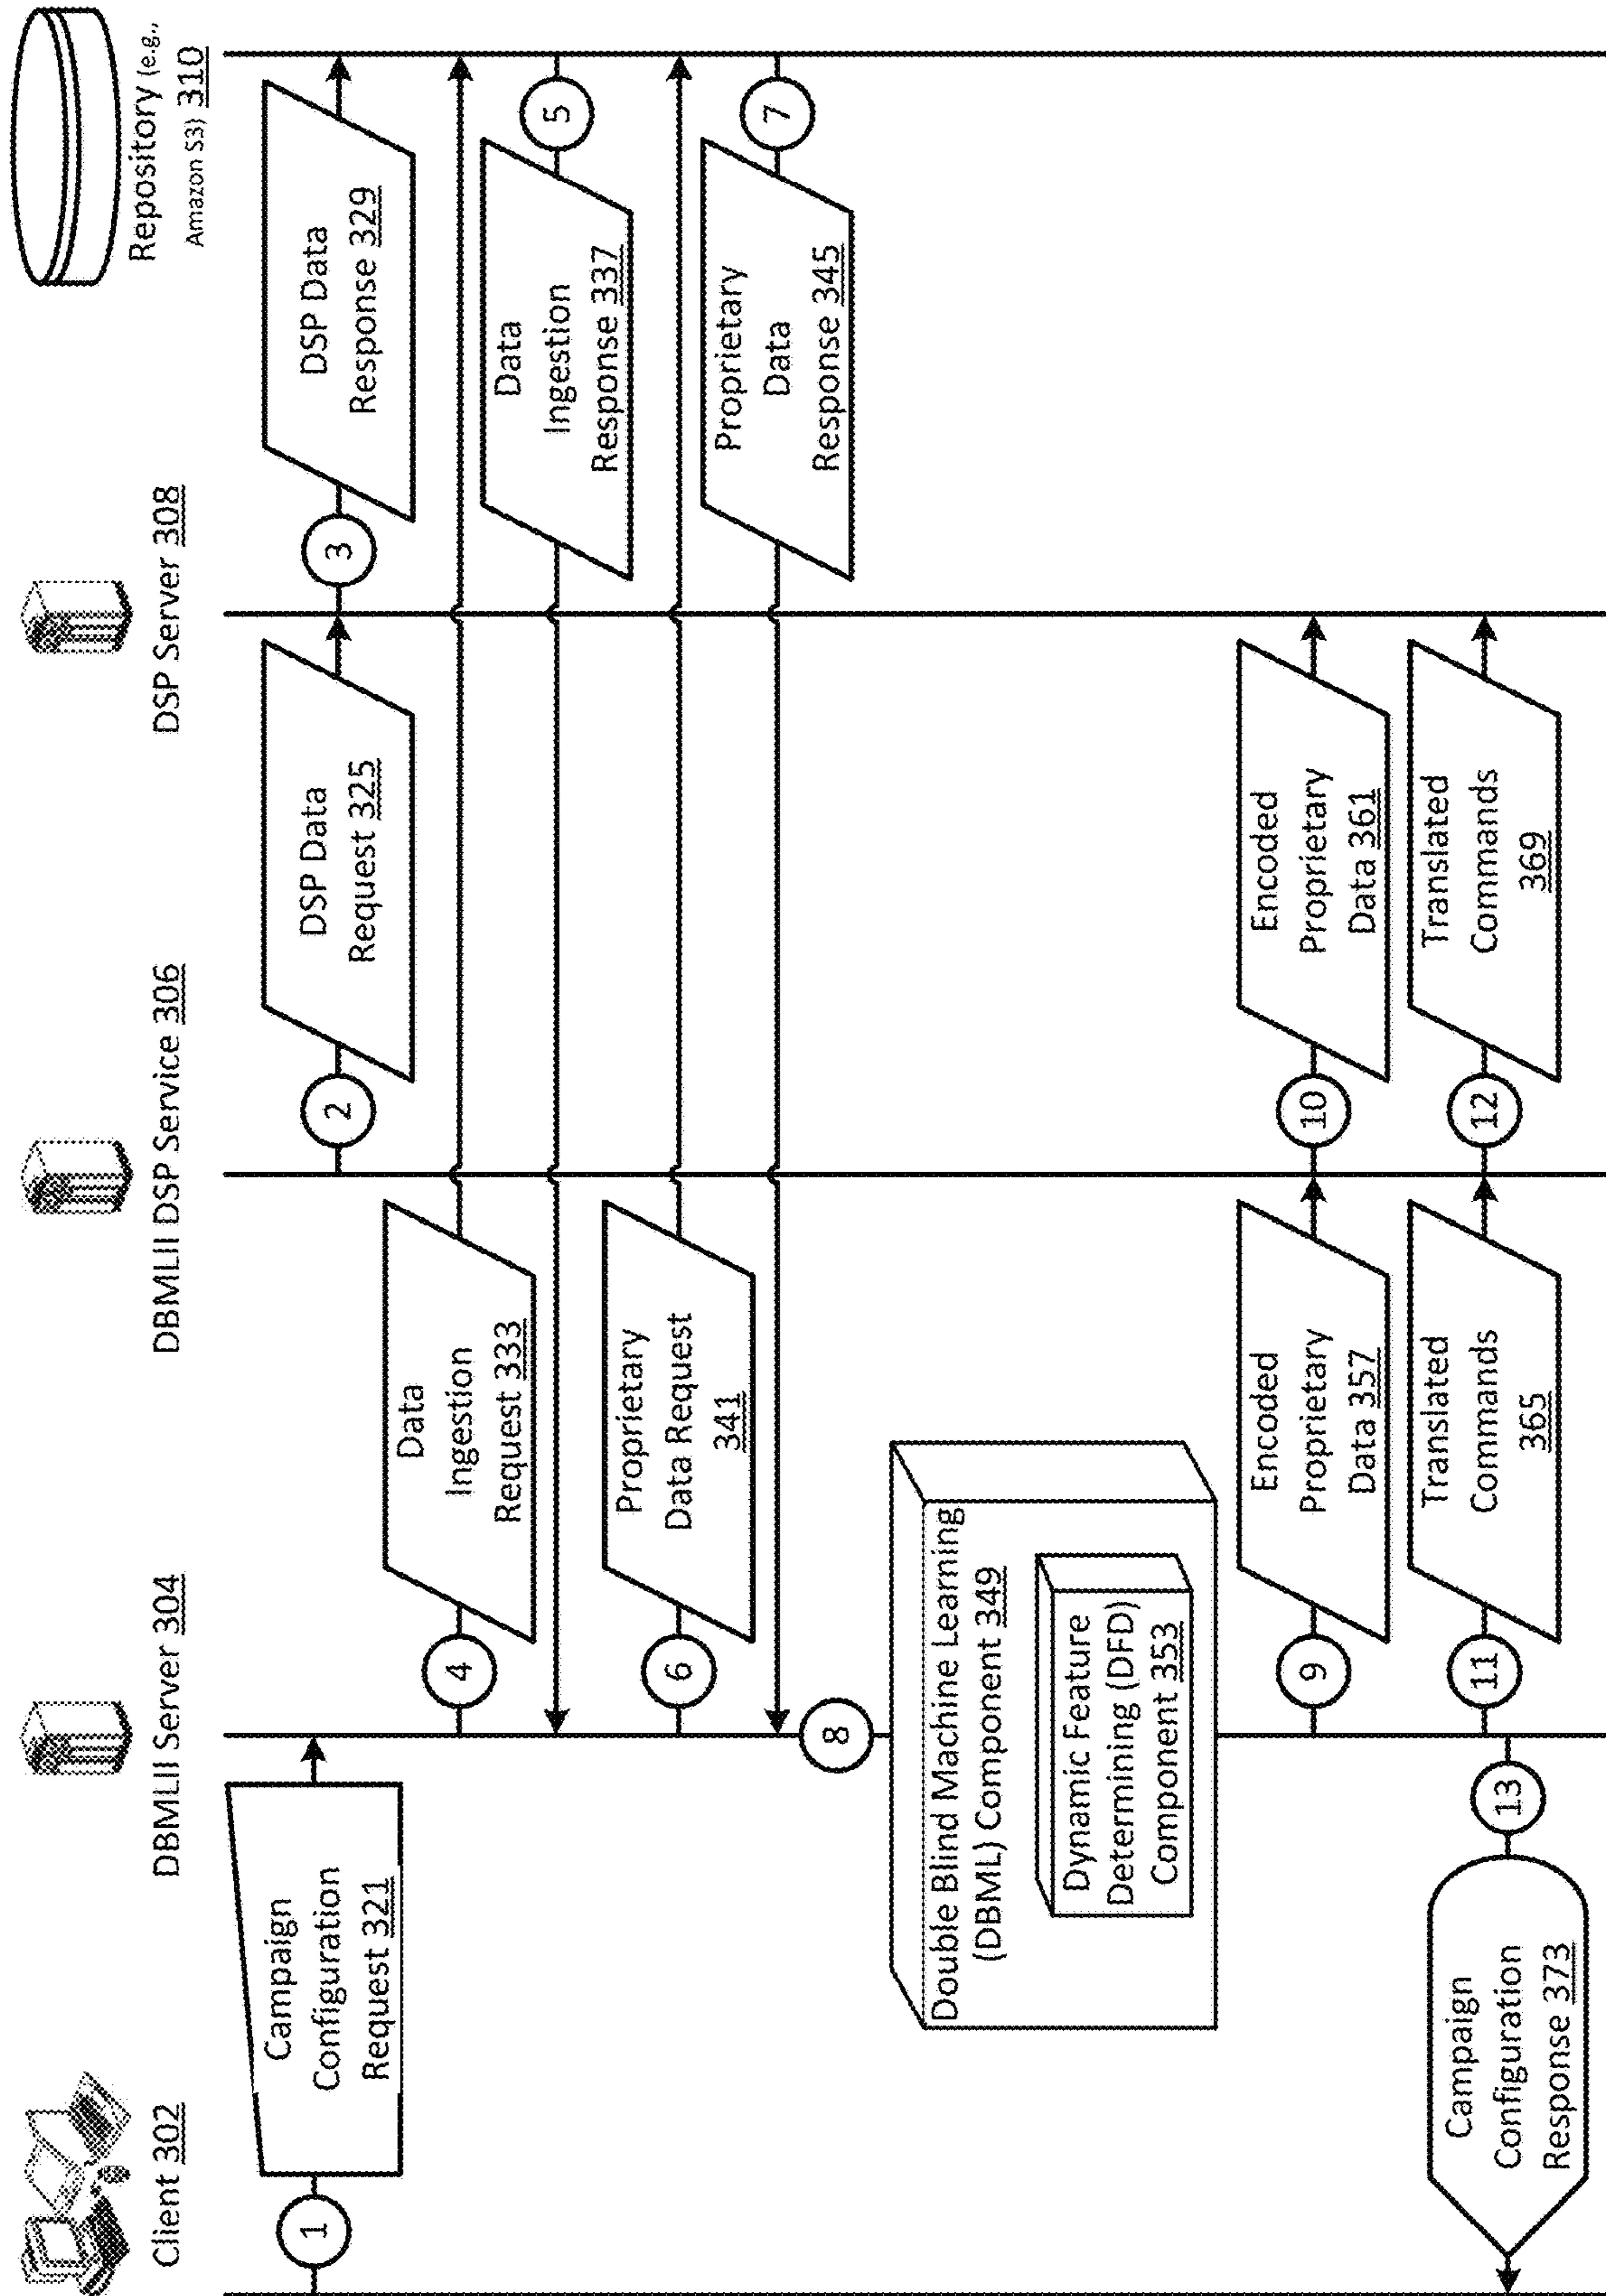 Client 302
DBMLII Server 304
DBMLII DSP Service 306
DSP Server 308
Repository (e.g.,
Amazon S3) 310
1
Campaign
Configuration
Request 321
2
DSP Data
Request 325
3
DSP Data
Response 329
4
Data
Ingestion
Request 333
5
Data
Ingestion
Response 337
6
Proprietary
Data Request
341
7
Proprietary
Data
Response 345
8
Double Blind Machine Learning
(DBML) Component 349
Dynamic Feature
Determining (DFD)
Component 353
9
Encoded
Proprietary
Data 357
10
Encoded
Proprietary
Data 361
11
Translated
Commands
365
12
Translated
Commands
369
13
Campaign
Configuration
Response 373